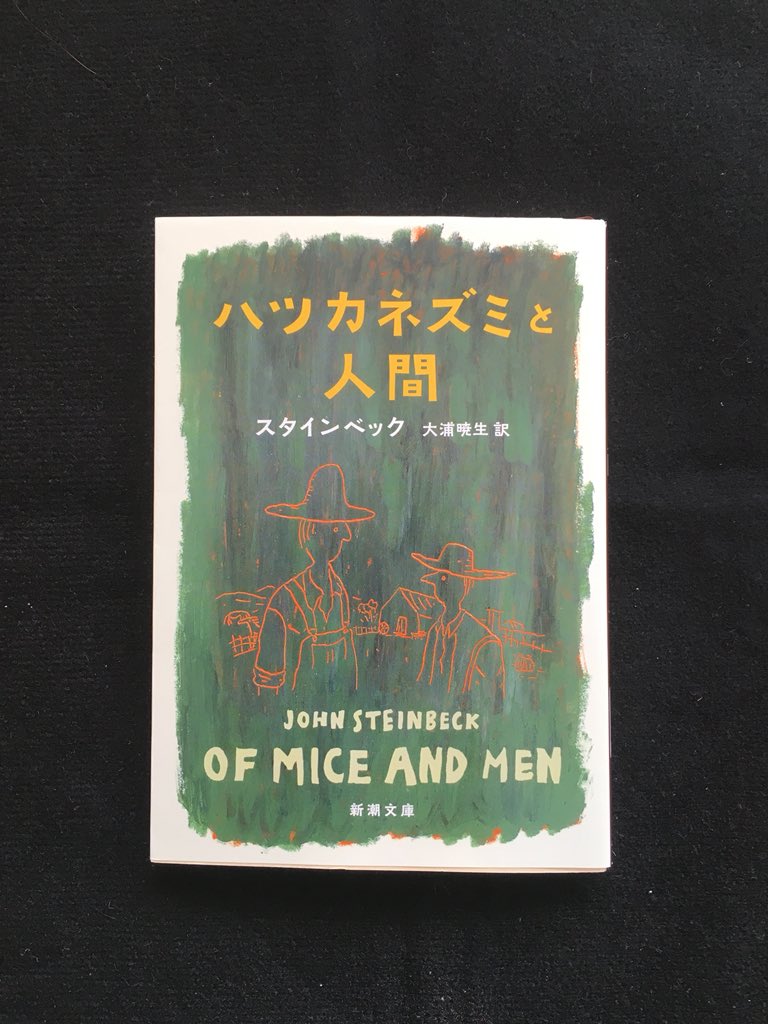 ハツカネズミと
人間
スタインベック 大浦暁生 訳
JOHN STEINBECK
OF MICE AND MEN
新潮文庫